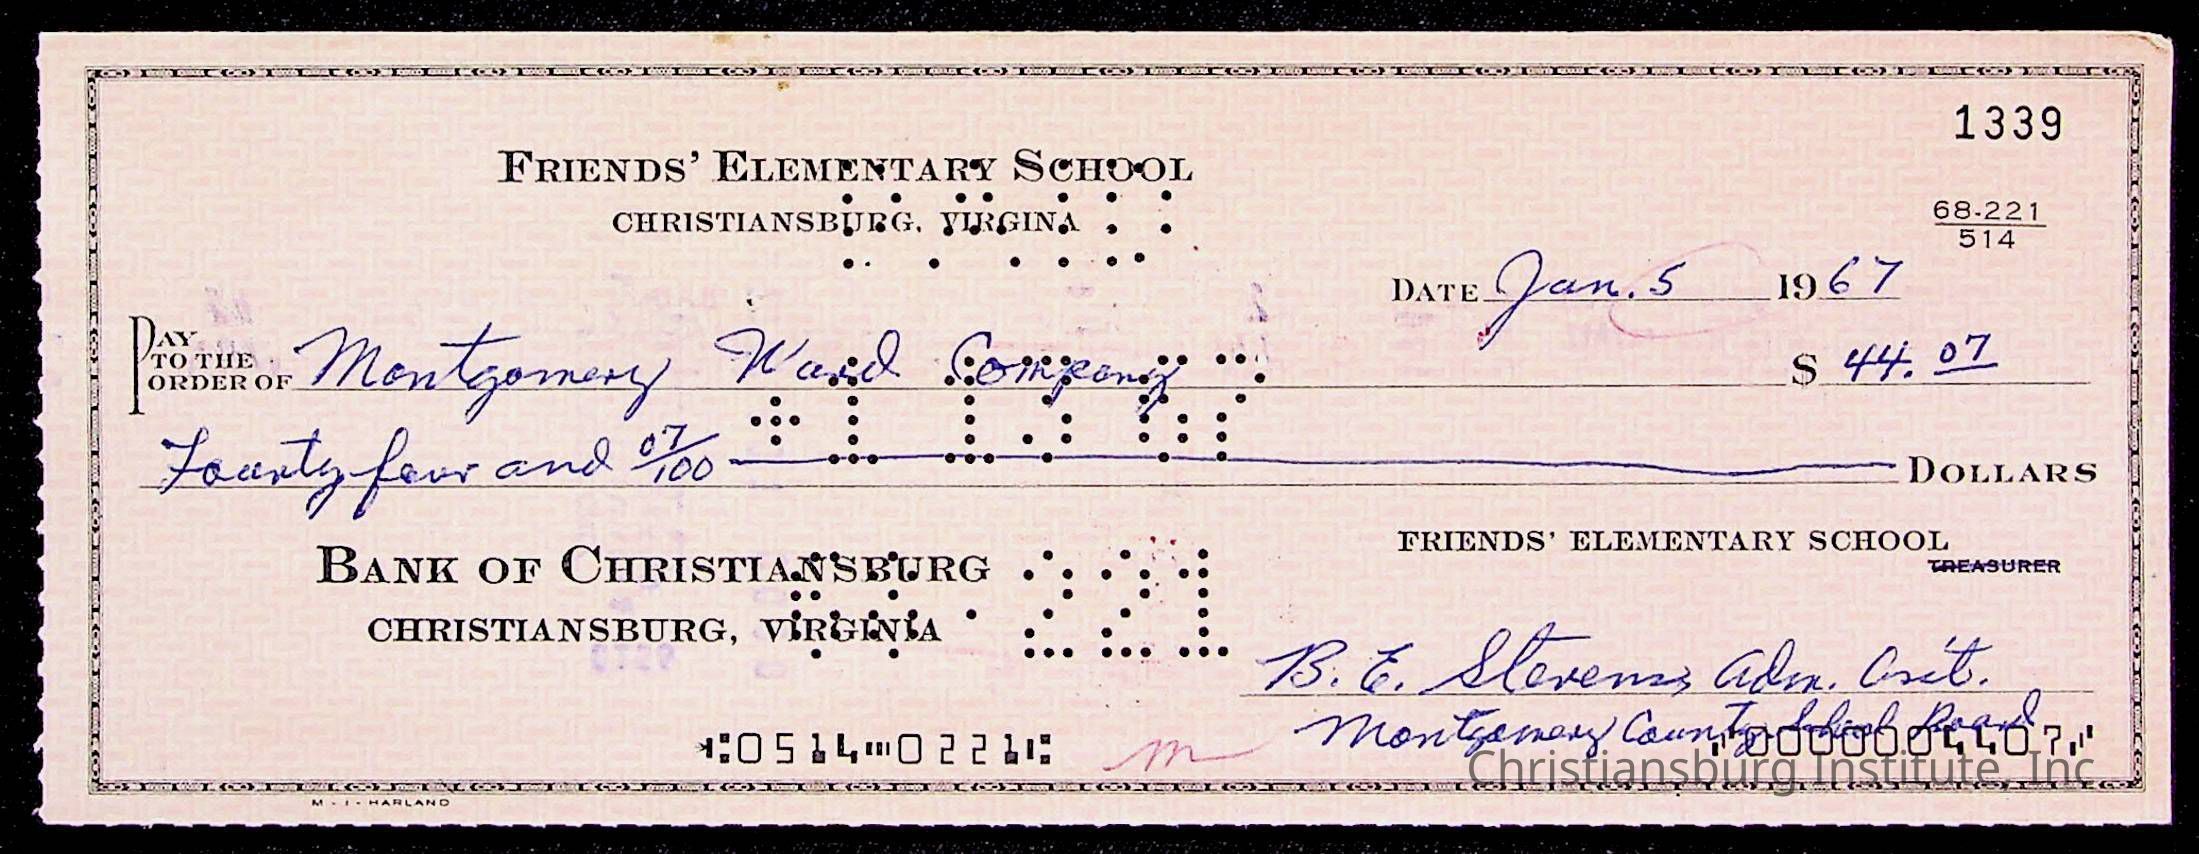 1339
FRIENDS' ELEMENTARY SCHOOL
CHRISTIANSBURG, VIRGINA
68-221
514
DATE Jan. 5 1967
PAY TO THE ORDER OF Montgomery Ward Company $ 44.07
Fourty four and 07/100 DOLLARS
BANK OF CHRISTIANSBURG
CHRISTIANSBURG, VIRGINIA
FRIENDS' ELEMENTARY SCHOOL
TREASURER
B. E. Stevens, Adm. Asst.
Montgomery County School Board
⑆0514⑉0221⑆ m ⑈0000004407⑈
Christiansburg Institute, Inc
M-J-HARLAND